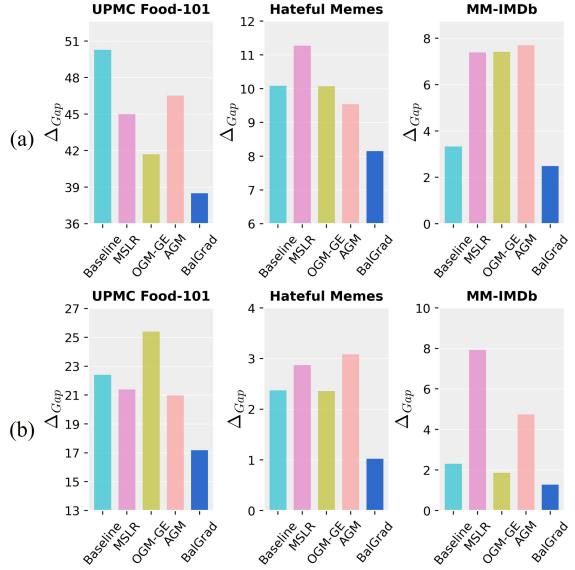 UPMC Food-101
Hateful Memes
MM-IMDb
(a)
Δ_Gap
51
48
45
42
39
36
Δ_Gap
12
11
10
9
8
7
6
Δ_Gap
8
6
4
2
0
Baseline
MSLR
OGM-GE
AGM
BalGrad
Baseline
MSLR
OGM-GE
AGM
BalGrad
Baseline
MSLR
OGM-GE
AGM
BalGrad
UPMC Food-101
Hateful Memes
MM-IMDb
(b)
Δ_Gap
27
25
23
21
19
17
15
13
Δ_Gap
4
3
2
1
0
Δ_Gap
10
8
6
4
2
0
Baseline
MSLR
OGM-GE
AGM
BalGrad
Baseline
MSLR
OGM-GE
AGM
BalGrad
Baseline
MSLR
OGM-GE
AGM
BalGrad